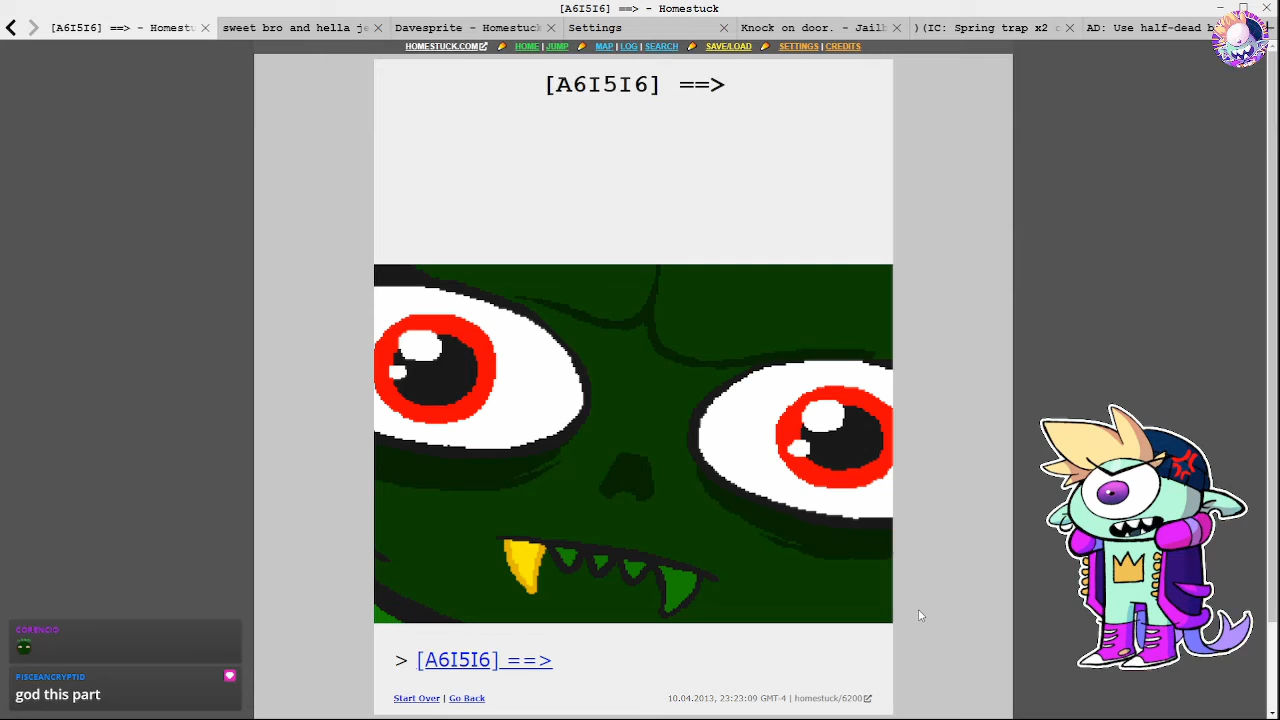 [A6I5I6] ==> - Homestuck
[A6I5I6] ==> - Homestu
sweet bro and hella je
Davesprite - Homestuck
Settings
Knock on door. - Jailb
)(IC: Spring trap x2 c
AD: Use half-dead b
HOMESTUCK.COM HOME | JUMP MAP | LOG | SEARCH SAVE/LOAD SETTINGS | CREDITS
[A6I5I6] ==>
> [A6I5I6] ==>
Start Over | Go Back 10.04.2013, 23:23:09 GMT-4 | homestuck/6200
CORENCIO
PISCEANCRYPTID
god this part